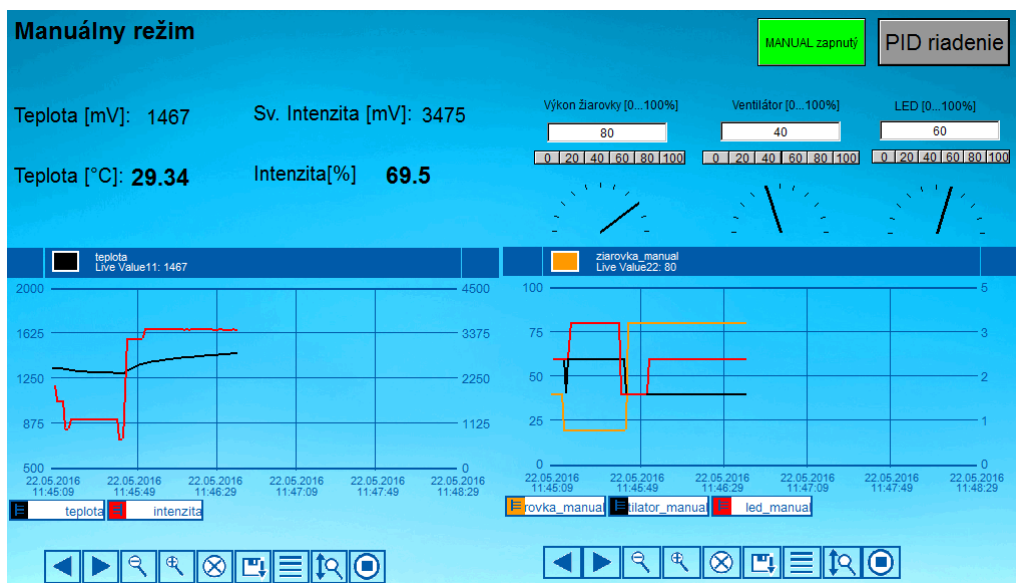 Manuálny režim
MANUAL zapnutý
PID riadenie
Teplota [mV]: 1467
Sv. Intenzita [mV]: 3475
Teplota [°C]: 29.34
Intenzita[%] 69.5
Výkon žiarovky [0...100%]
80
0 20 40 60 80 100
Ventilátor [0...100%]
40
0 20 40 60 80 100
LED [0...100%]
60
0 20 40 60 80 100
teplota
Live Value11: 1467
2000
1625
1250
875
500
4500
3375
2250
1125
0
22.05.2016 22.05.2016 22.05.2016 22.05.2016 22.05.2016 22.05.2016
11:45:09 11:45:49 11:46:29 11:47:09 11:47:49 11:48:29
teplota intenzita
ziarovka_manual
Live Value22: 80
100
75
50
25
0
5
3
2
1
0
22.05.2016 22.05.2016 22.05.2016 22.05.2016 22.05.2016 22.05.2016
11:45:09 11:45:49 11:46:29 11:47:09 11:47:49 11:48:29
rovka_manual tilator_manual led_manual